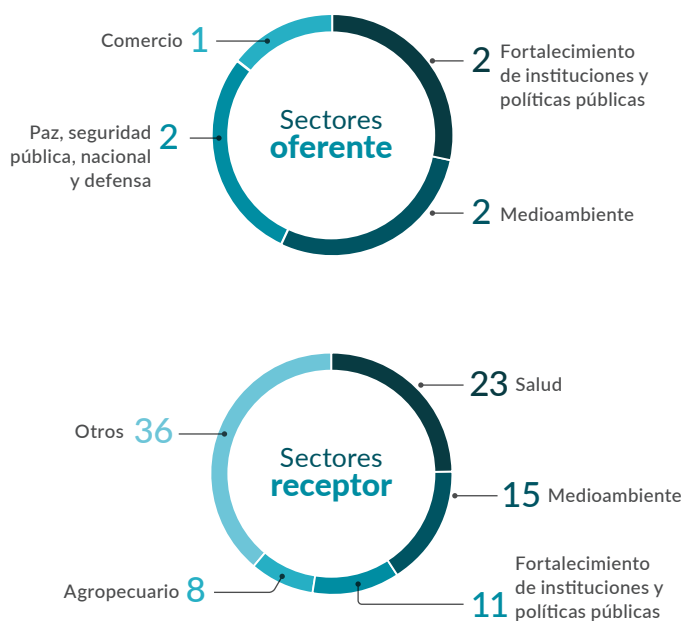 Comercio 1
2 Fortalecimiento
de instituciones y
políticas públicas
Paz, seguridad 2
pública, nacional
y defensa
Sectores
oferente
2 Medioambiente
23 Salud
Otros 36
Sectores
receptor
15 Medioambiente
Agropecuario 8
Fortalecimiento
de instituciones y
11 políticas públicas